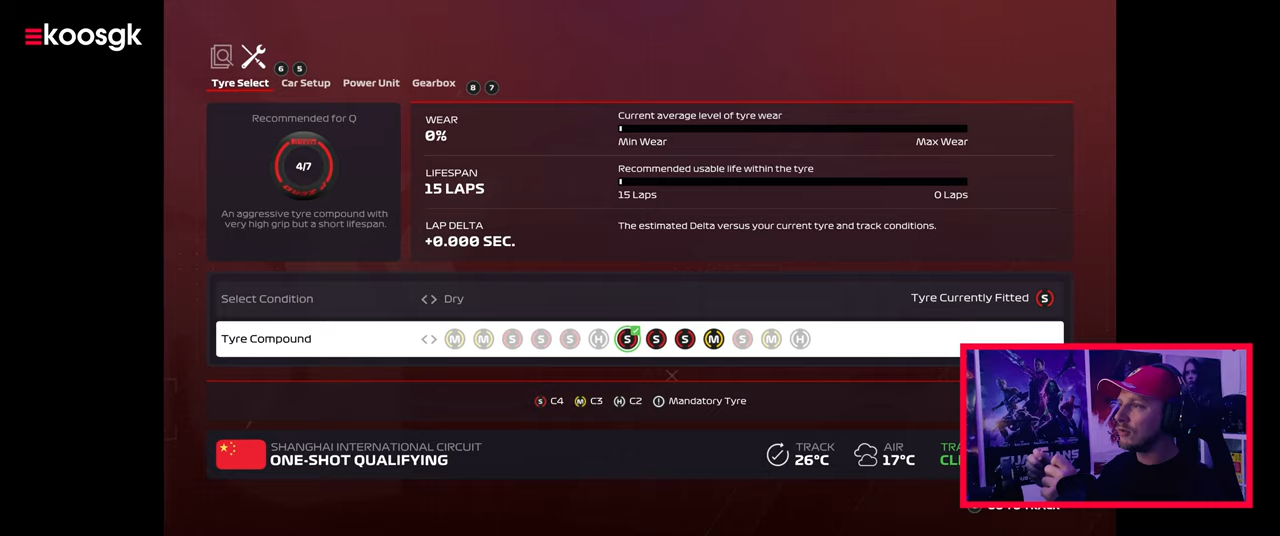 koosgk
6 5
Tyre Select Car Setup Power Unit Gearbox 8 7
Recommended for Q
4/7
An aggressive tyre compound with
very high grip but a short lifespan.
WEAR
0%
Current average level of tyre wear
Min Wear Max Wear
LIFESPAN
15 LAPS
Recommended usable life within the tyre
15 Laps 0 Laps
LAP DELTA
+0.000 SEC.
The estimated Delta versus your current tyre and track conditions.
Select Condition <> Dry Tyre Currently Fitted S
Tyre Compound <> M M S S S H S S S M S M H
S C4 M C3 H C2 Mandatory Tyre
SHANGHAI INTERNATIONAL CIRCUIT
ONE-SHOT QUALIFYING
TRACK
26°C
AIR
17°C